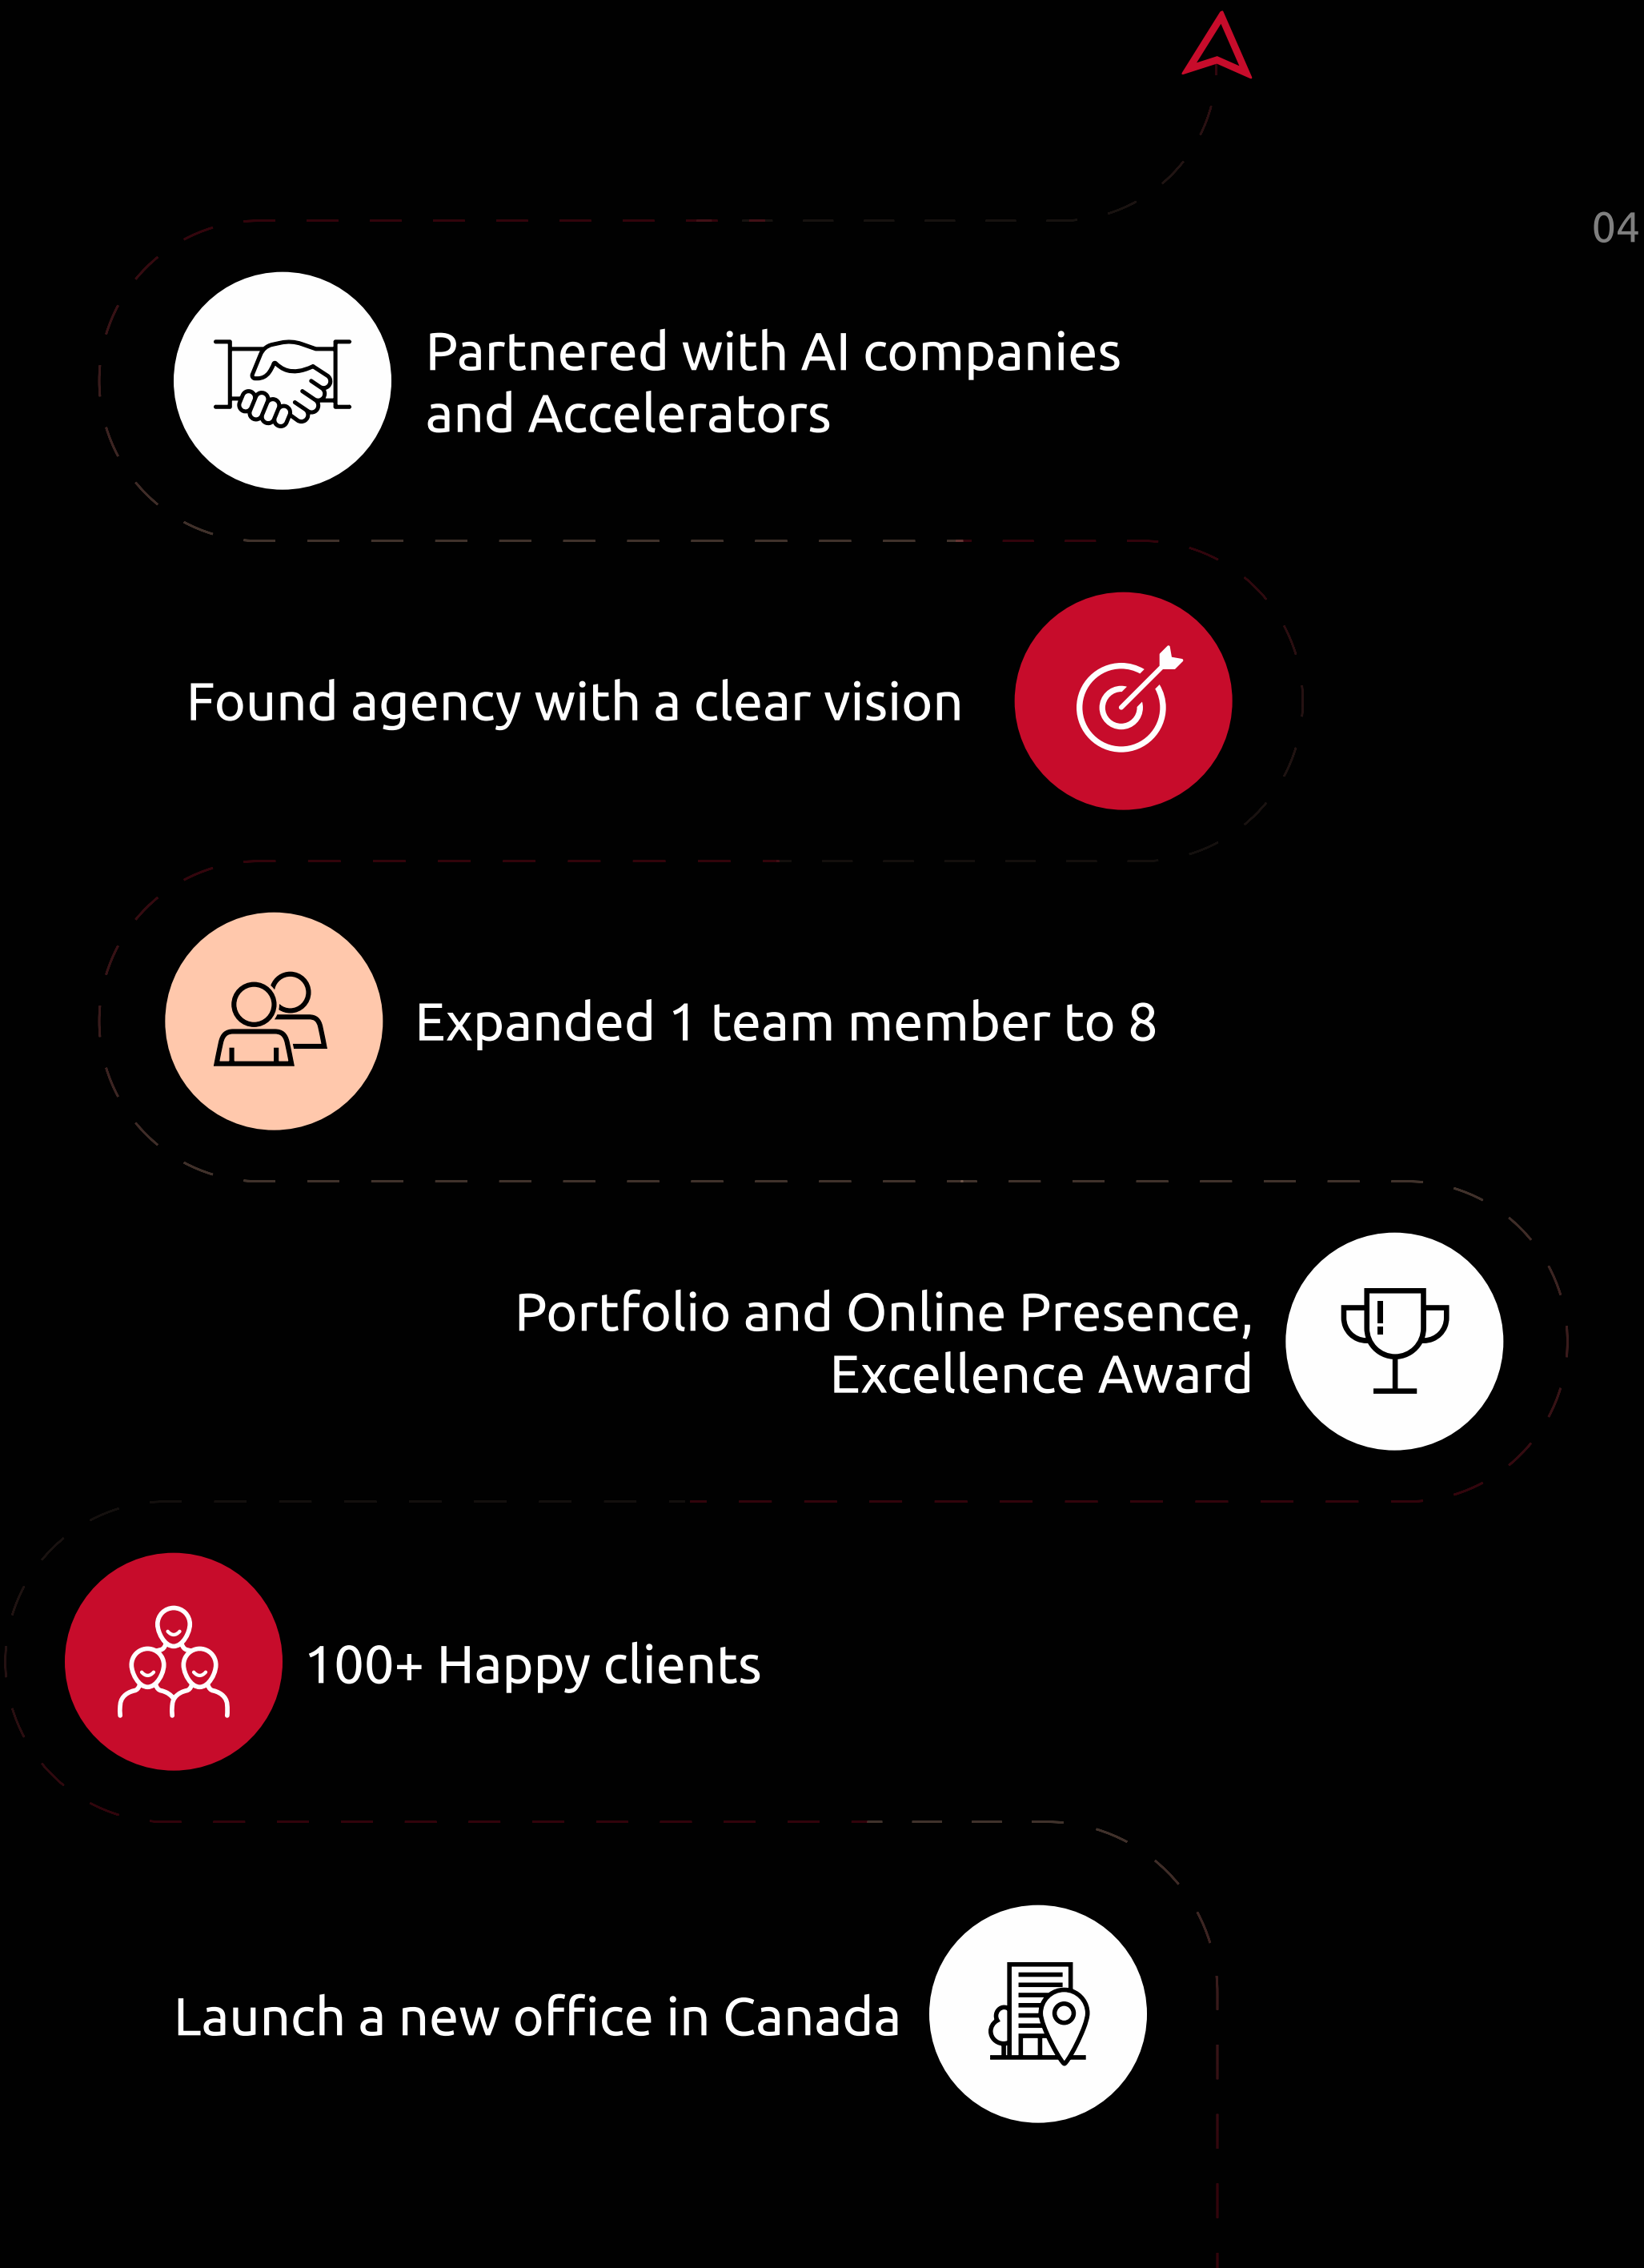 04
Partnered with AI companies
and Accelerators
Found agency with a clear vision
Expanded 1 team member to 8
Portfolio and Online Presence,
Excellence Award
100+ Happy clients
Launch a new office in Canada